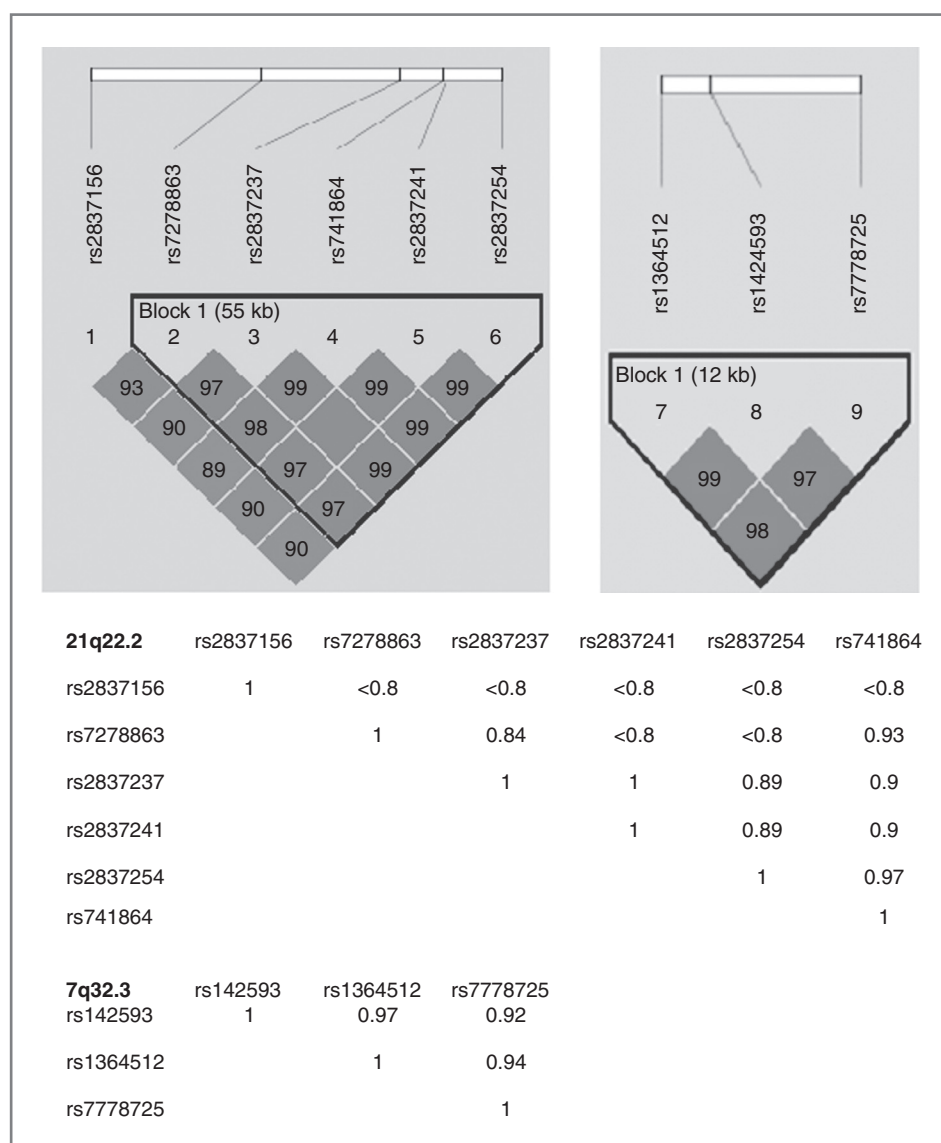 rs2837156
rs7278863
rs2837237
rs741864
rs2837241
rs2837254
Block 1 (55 kb)
1 2 3 4 5 6
93 97 99 99 99
90 98 99
89 97 99
90 97
90
rs1364512
rs1424593
rs7778725
Block 1 (12 kb)
7 8 9
99 97
98
21q22.2 rs2837156 rs7278863 rs2837237 rs2837241 rs2837254 rs741864
rs2837156 1 <0.8 <0.8 <0.8 <0.8 <0.8
rs7278863 1 0.84 <0.8 <0.8 0.93
rs2837237 1 1 0.89 0.9
rs2837241 1 0.89 0.9
rs2837254 1 0.97
rs741864 1
7q32.3 rs142593 rs1364512 rs7778725
rs142593 1 0.97 0.92
rs1364512 1 0.94
rs7778725 1